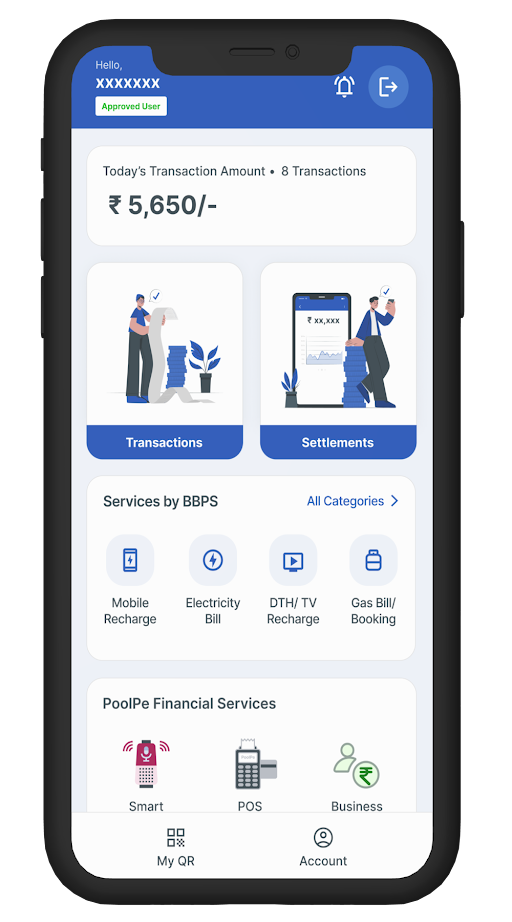 Hello,
xxxxxxx
Approved User
Today's Transaction Amount • 8 Transactions
₹ 5,650/-
₹ xx,xxx
Transactions
Settlements
Services by BBPS
All Categories
Mobile Recharge
Electricity Bill
DTH/ TV Recharge
Gas Bill/ Booking
PoolPe Financial Services
Smart
POS
Business
My QR
Account